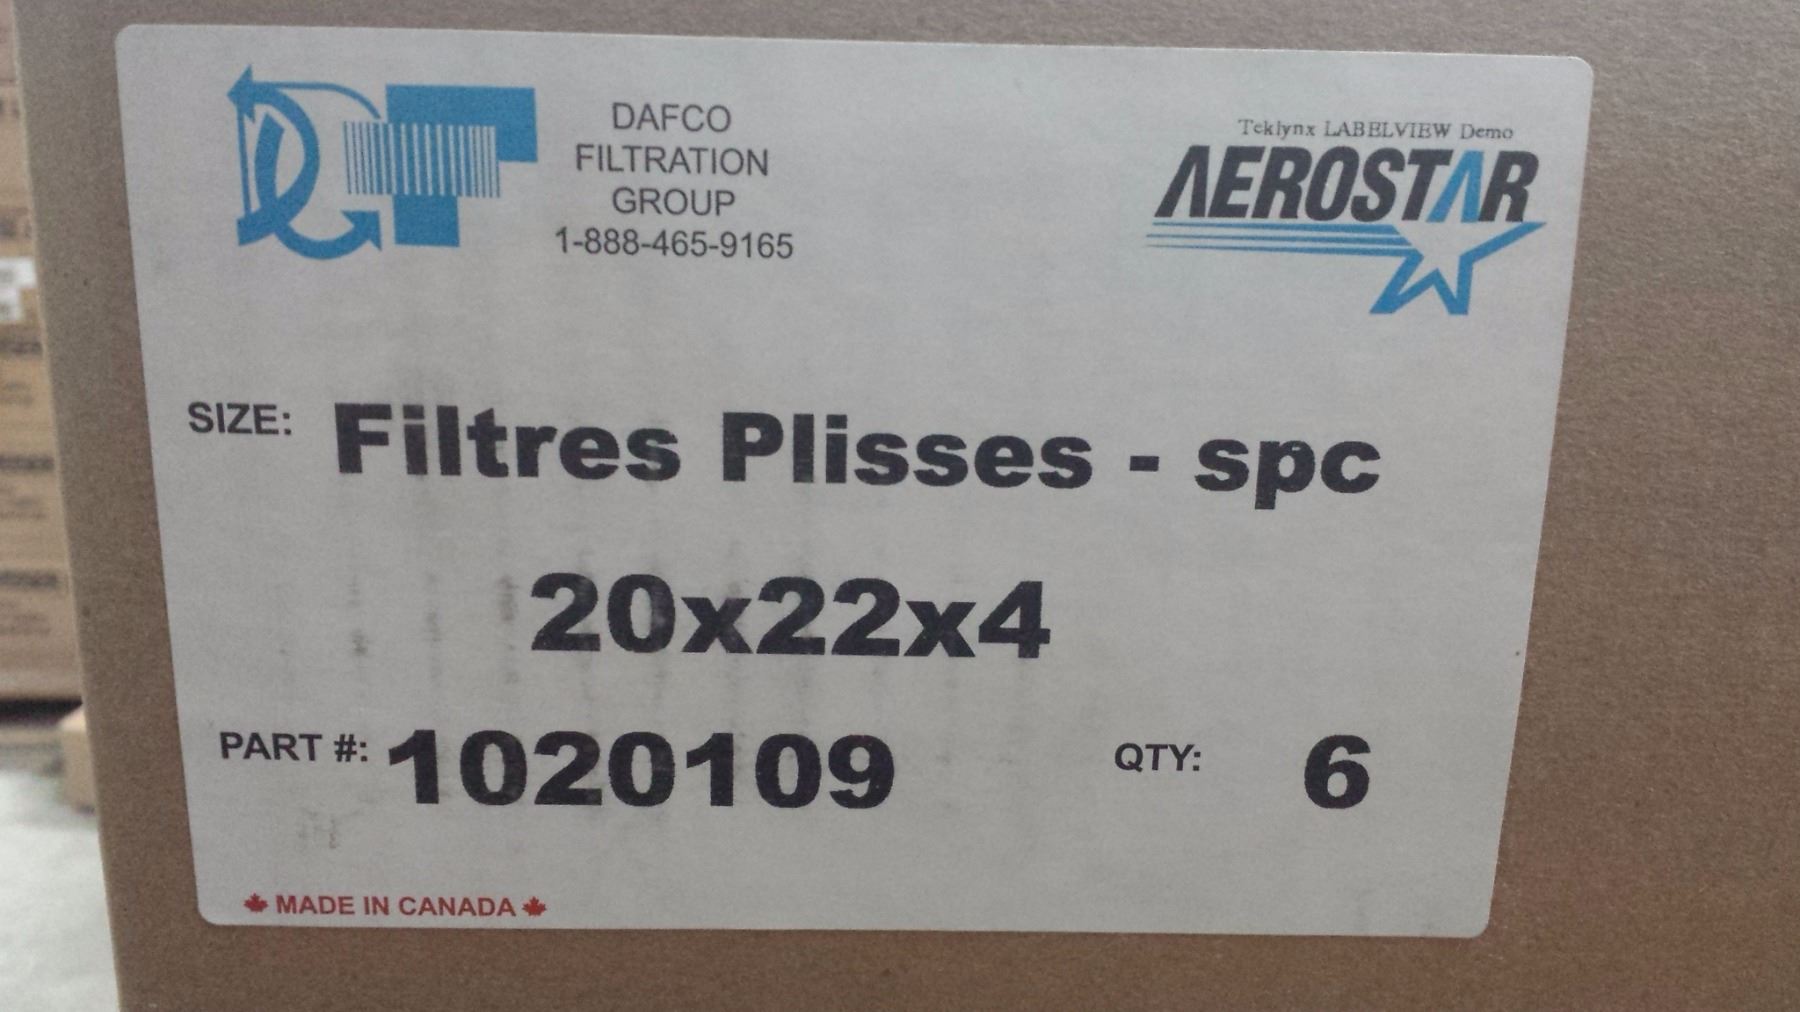 DAFCO
FILTRATION
GROUP
1-888-465-9165
Teklynx LABELVIEW Demo
AEROSTAR
SIZE: Filtres Plisses - spc
20x22x4
PART #: 1020109 QTY: 6
MADE IN CANADA